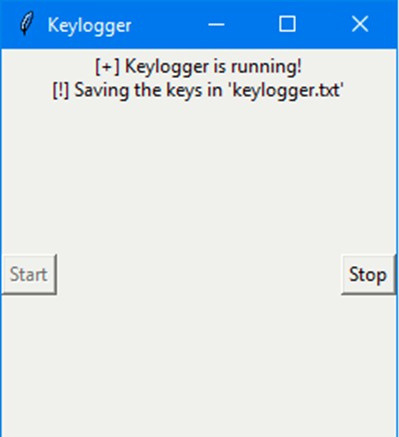 Keylogger
[+] Keylogger is running!
[!] Saving the keys in 'keylogger.txt'
Start
Stop